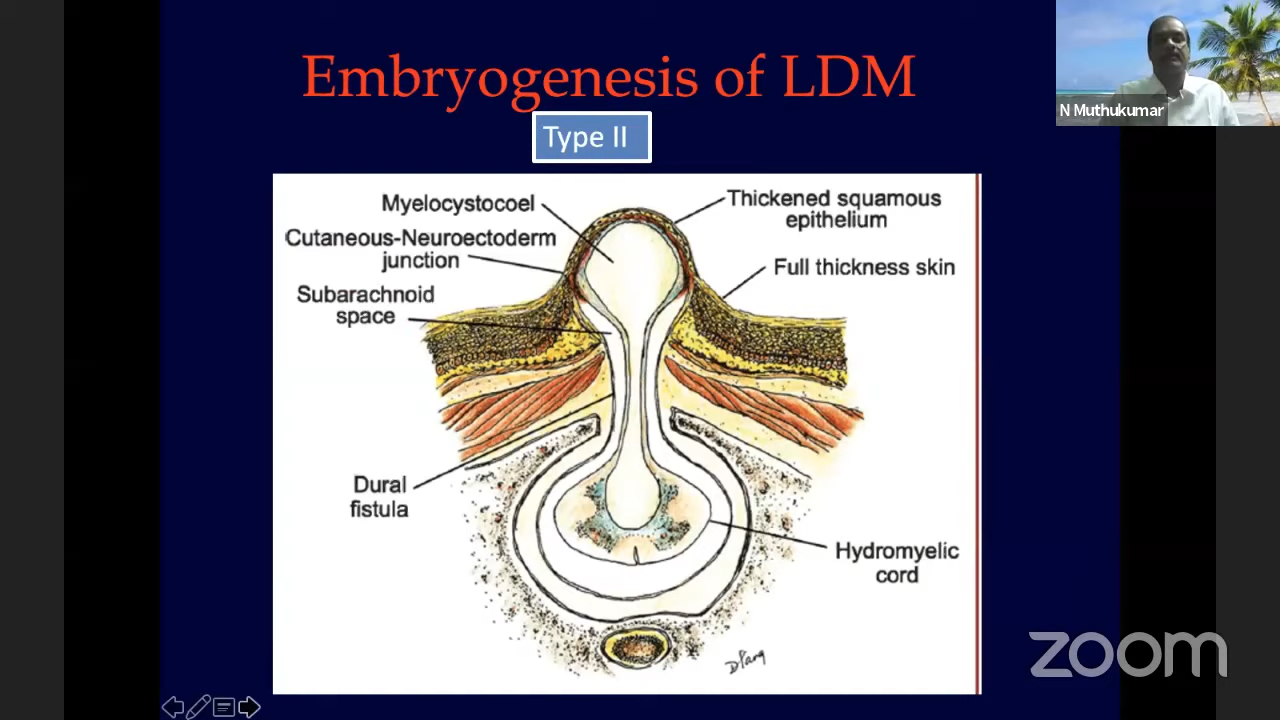 Embryogenesis of LDM
Type II
N Muthukumar
Myelocystocoel
Cutaneous-Neuroectoderm
junction
Subarachnoid
space
Thickened squamous
epithelium
Full thickness skin
Dural
fistula
Hydromyelic
cord
D Pang
zoom